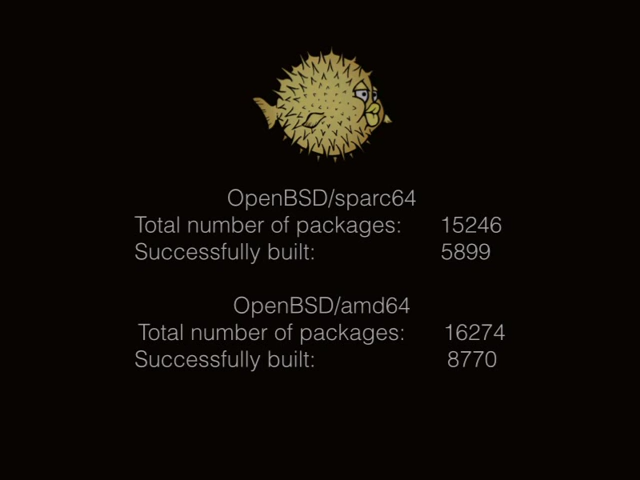 OpenBSD/sparc64
Total number of packages: 15246
Successfully built: 5899
OpenBSD/amd64
Total number of packages: 16274
Successfully built: 8770